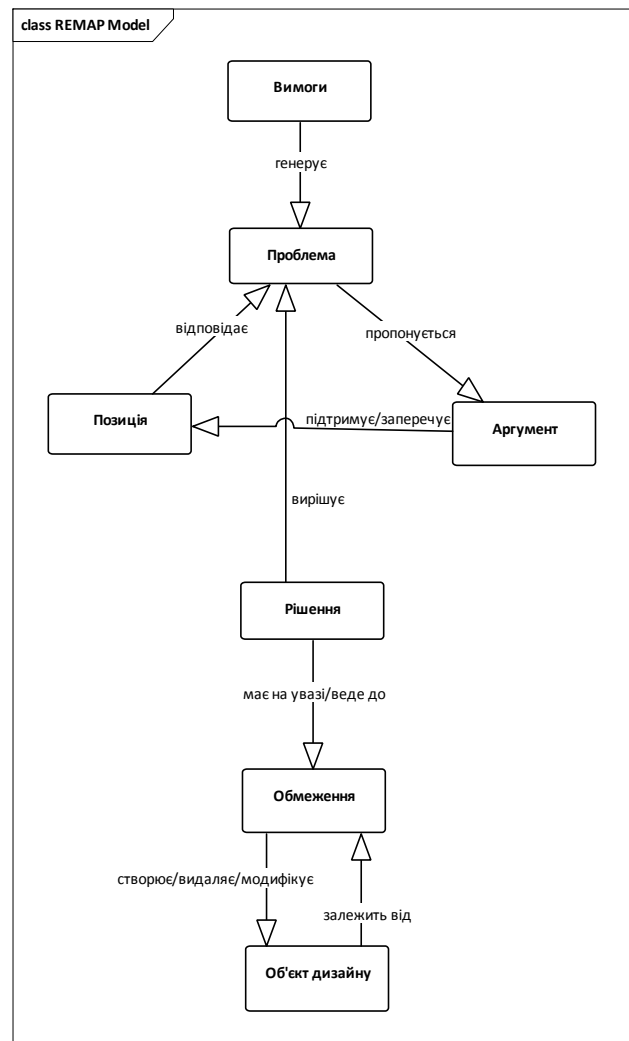 class REMAP Model
Вимоги
генерує
Проблема
відповідає
пропонується
Позиція
підтримує/заперечує
Аргумент
вирішує
Рішення
має на увазі/веде до
Обмеження
створює/видаляє/модифікує
залежить від
Об'єкт дизайну